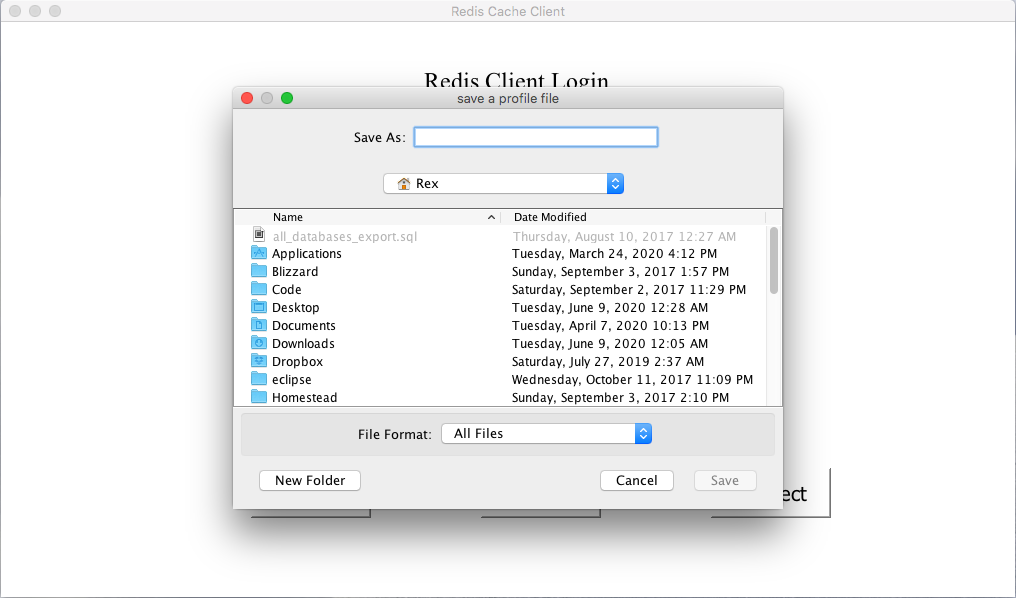 Redis Cache Client
Redis Client Login
save a profile file
Save As:
Rex
Name Date Modified
all_databases_export.sql Thursday, August 10, 2017 12:27 AM
Applications Tuesday, March 24, 2020 4:12 PM
Blizzard Sunday, September 3, 2017 1:57 PM
Code Saturday, September 2, 2017 11:29 PM
Desktop Tuesday, June 9, 2020 12:28 AM
Documents Tuesday, April 7, 2020 10:13 PM
Downloads Tuesday, June 9, 2020 12:05 AM
Dropbox Saturday, July 27, 2019 2:37 AM
eclipse Wednesday, October 11, 2017 11:09 PM
Homestead Sunday, September 3, 2017 2:10 PM
File Format: All Files
New Folder Cancel Save
ect